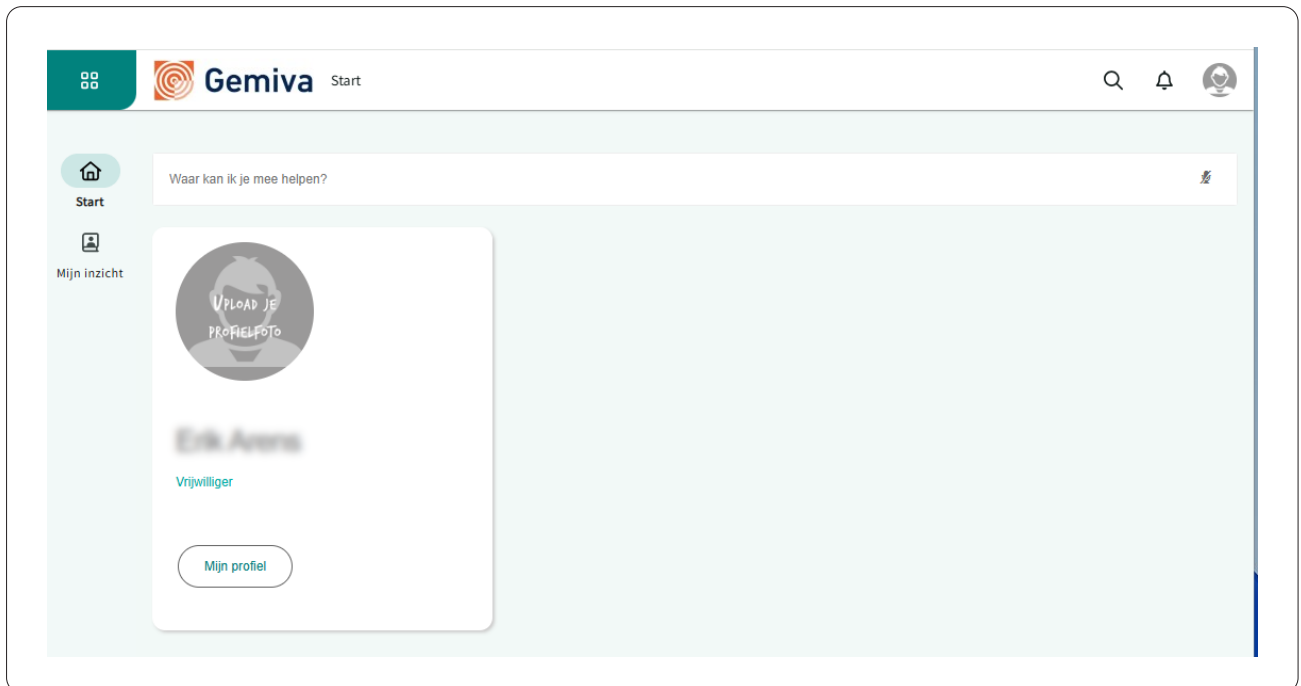 Gemiva Start
Waar kan ik je mee helpen?
Start
Mijn inzicht
UPLOAD JE
PROFIELFOTO
Vrijwilliger
Mijn profiel